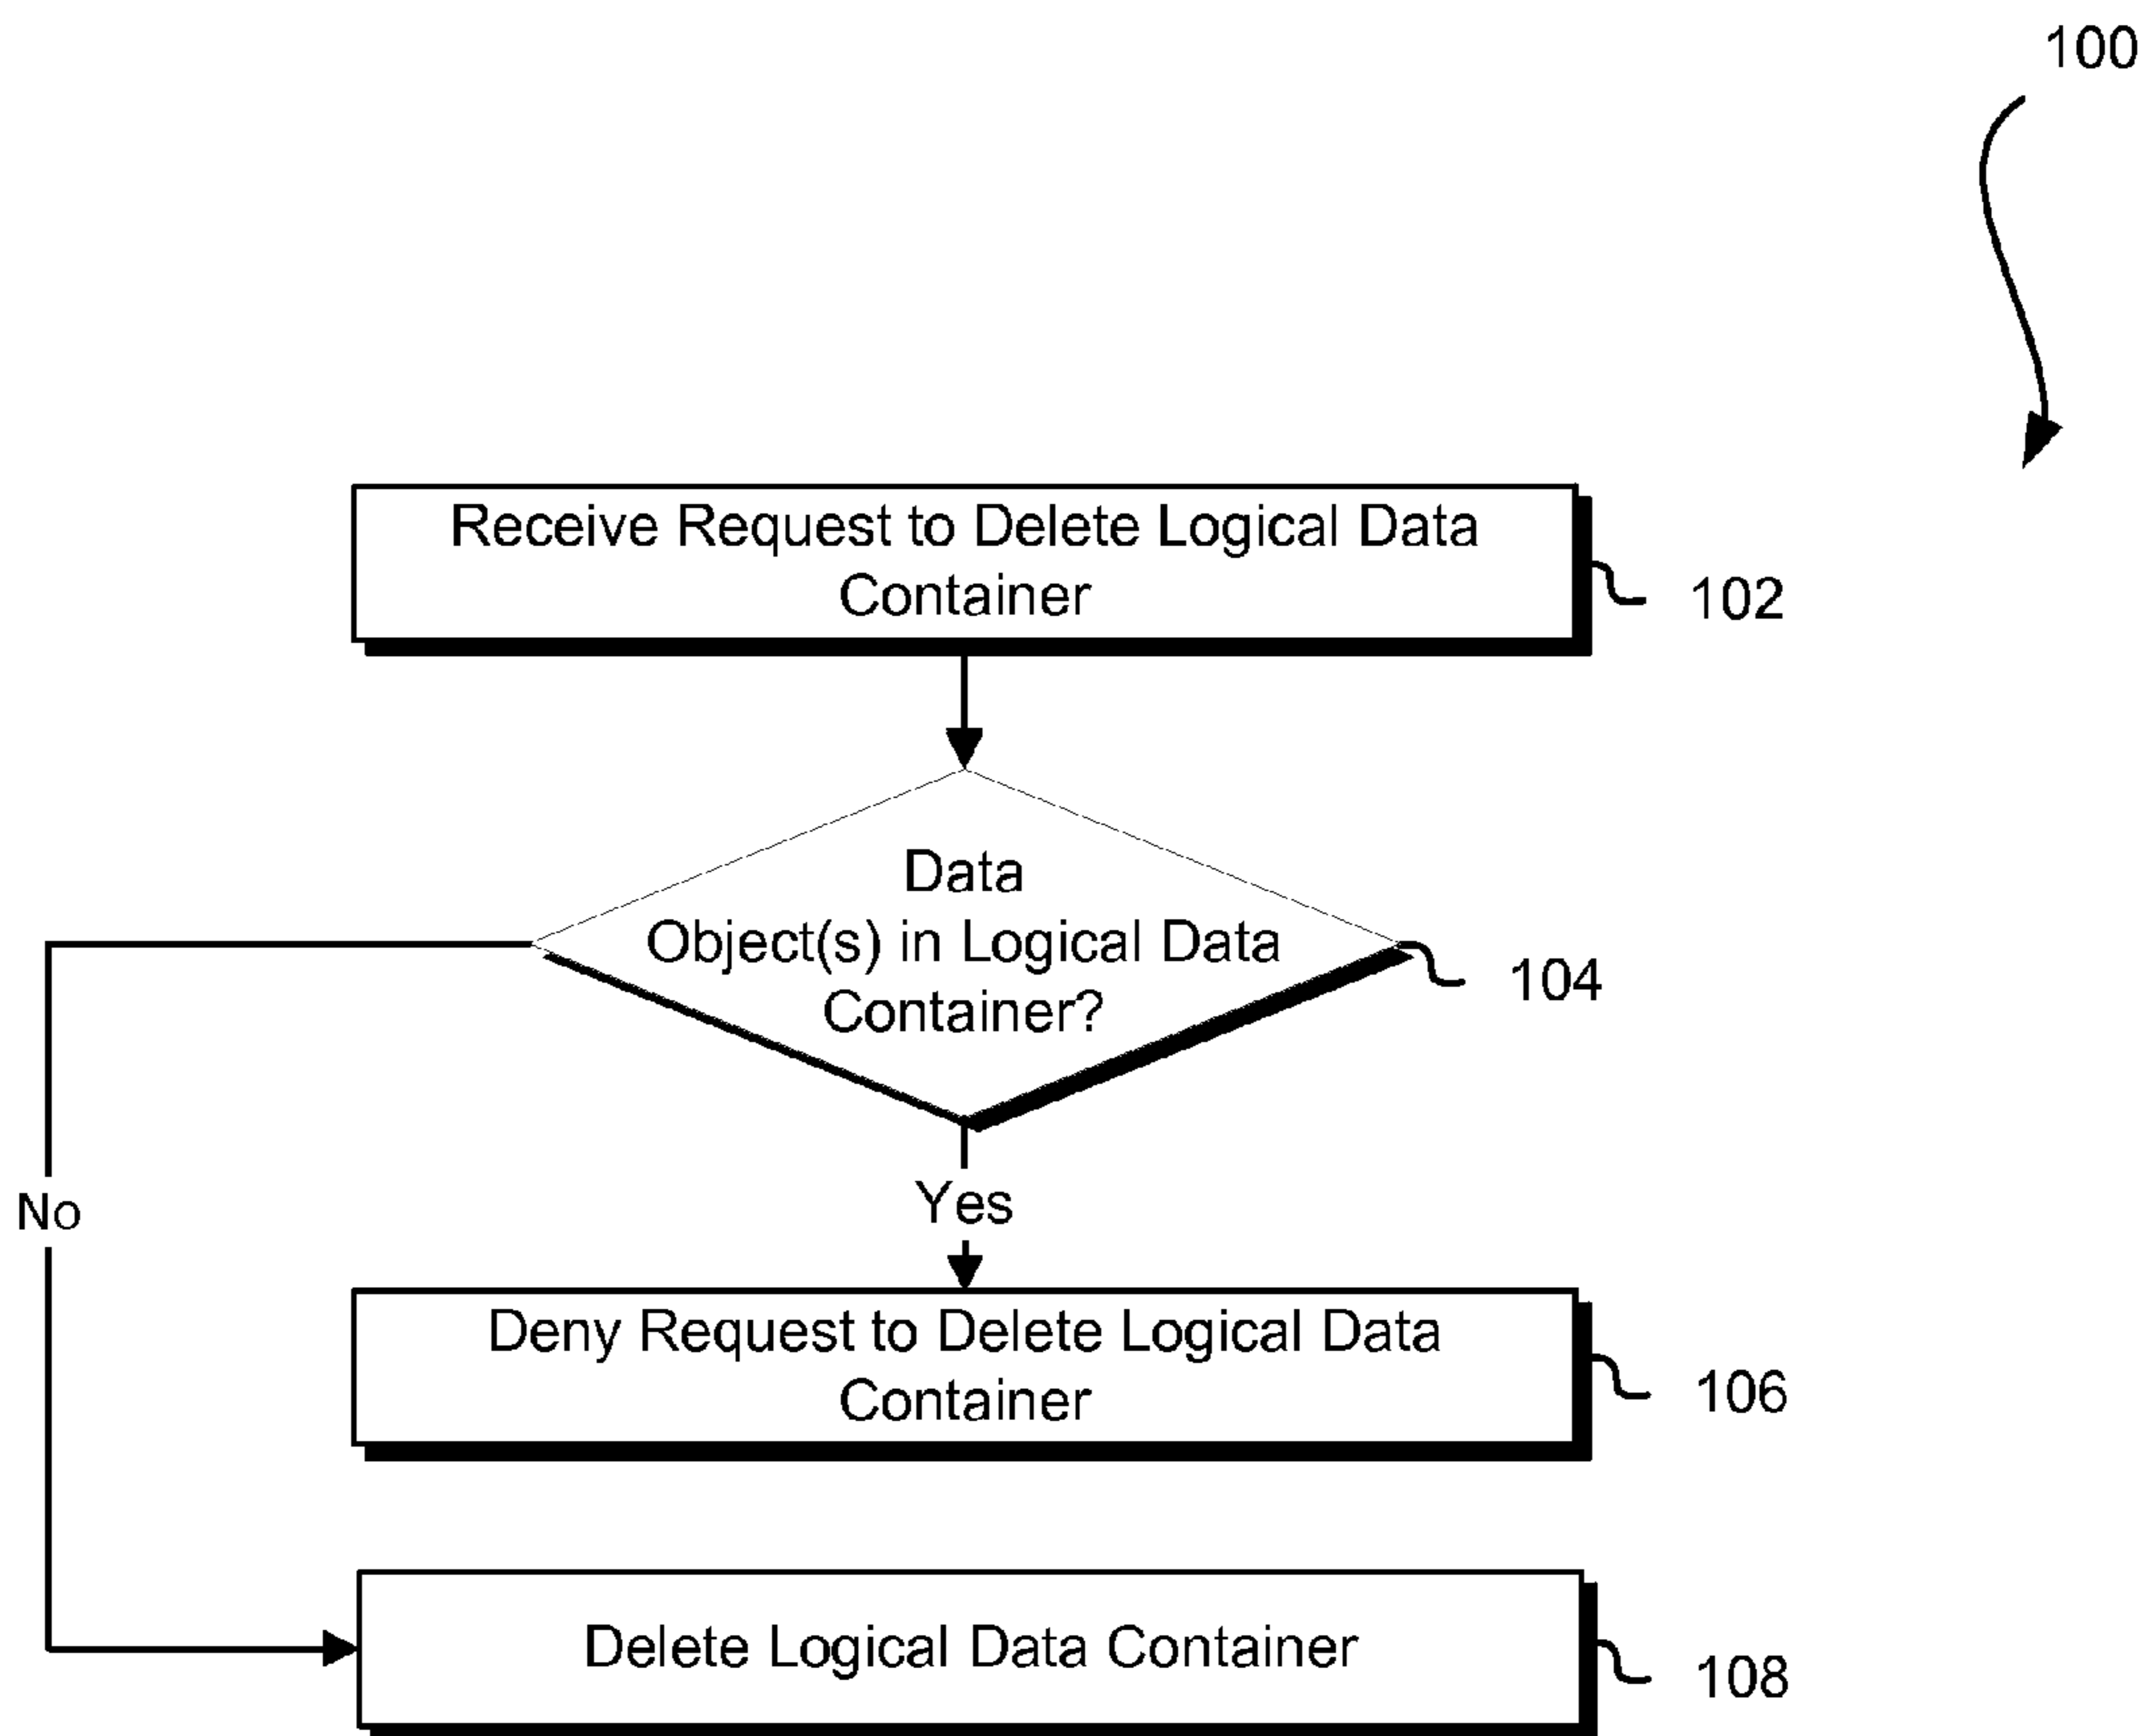 100
Receive Request to Delete Logical Data
Container
102
Data
Object(s) in Logical Data
Container?
104
No
Yes
Deny Request to Delete Logical Data
Container
106
Delete Logical Data Container
108